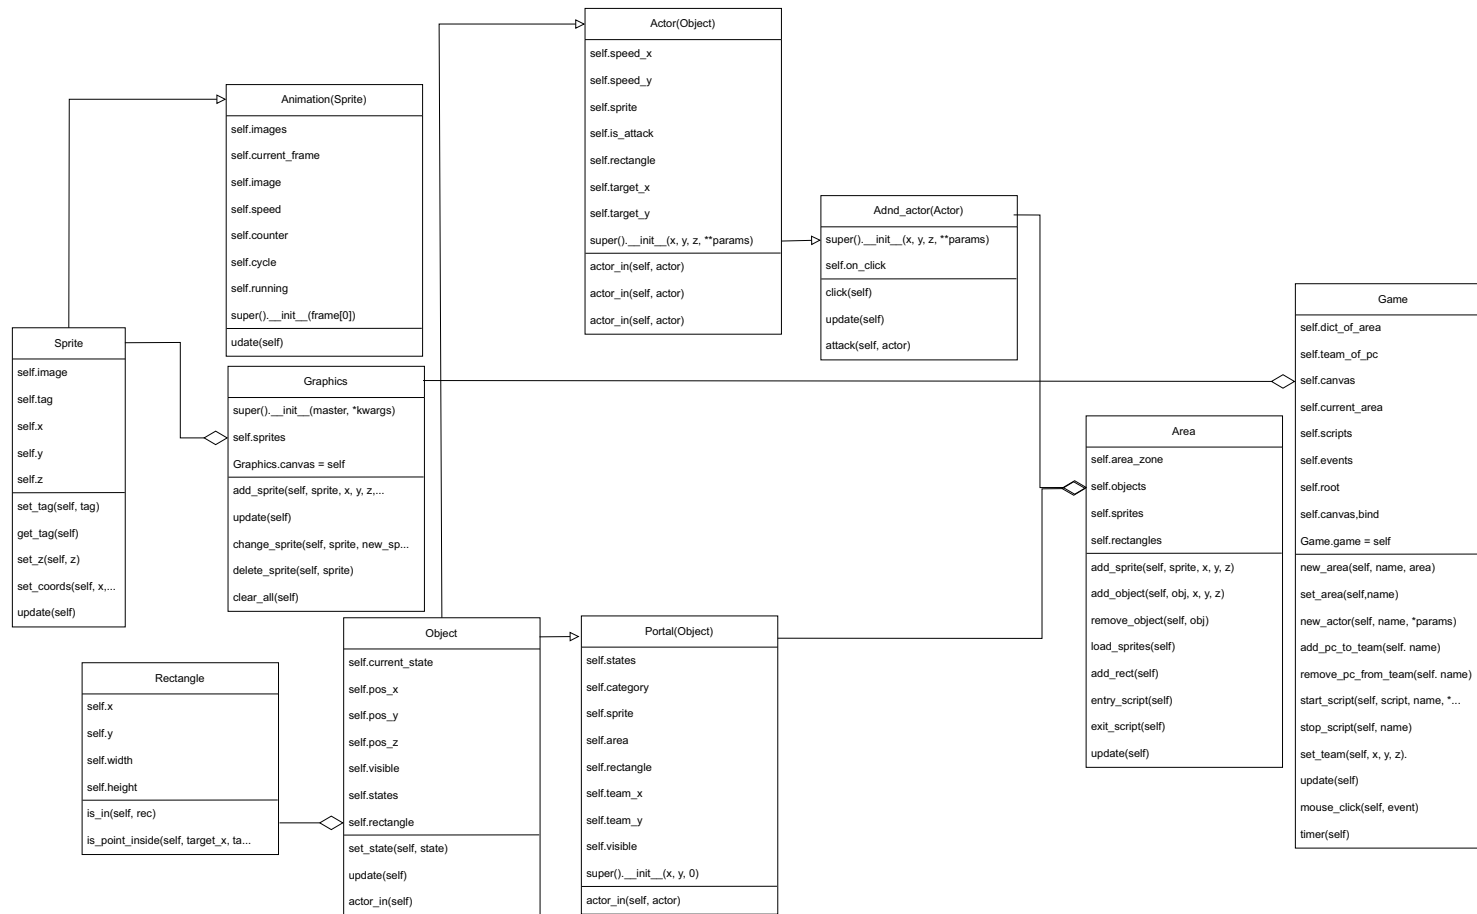 Actor(Object)
self.speed_x
self.speed_y
self.sprite
self.is_attack
self.rectangle
self.target_x
self.target_y
super().__init__(x, y, z, **params)
actor_in(self, actor)
actor_in(self, actor)
actor_in(self, actor)
Animation(Sprite)
self.images
self.current_frame
self.image
self.speed
self.counter
self.cycle
self.running
super().__init__(frame[0])
udate(self)
Adnd_actor(Actor)
super().__init__(x, y, z, **params)
self.on_click
click(self)
update(self)
attack(self, actor)
Game
self.dict_of_area
self.team_of_pc
self.canvas
self.current_area
self.scripts
self.events
self.root
self.canvas,bind
Game.game = self
new_area(self, name, area)
set_area(self,name)
new_actor(self, name, *params)
add_pc_to_team(self. name)
remove_pc_from_team(self. name)
start_script(self, script, name, *...
stop_script(self, name)
set_team(self, x, y, z).
update(self)
mouse_click(self, event)
timer(self)
Sprite
self.image
self.tag
self.x
self.y
self.z
set_tag(self, tag)
get_tag(self)
set_z(self, z)
set_coords(self, x,...
update(self)
Graphics
super().__init__(master, *kwargs)
self.sprites
Graphics.canvas = self
add_sprite(self, sprite, x, y, z,...
update(self)
change_sprite(self, sprite, new_sp...
delete_sprite(self, sprite)
clear_all(self)
Area
self.area_zone
self.objects
self.sprites
self.rectangles
add_sprite(self, sprite, x, y, z)
add_object(self, obj, x, y, z)
remove_object(self, obj)
load_sprites(self)
add_rect(self)
entry_script(self)
exit_script(self)
update(self)
Rectangle
self.x
self.y
self.width
self.height
is_in(self, rec)
is_point_inside(self, target_x, ta...
Object
self.current_state
self.pos_x
self.pos_y
self.pos_z
self.visible
self.states
self.rectangle
set_state(self, state)
update(self)
actor_in(self)
Portal(Object)
self.states
self.category
self.sprite
self.area
self.rectangle
self.team_x
self.team_y
self.visible
super().__init__(x, y, 0)
actor_in(self, actor)